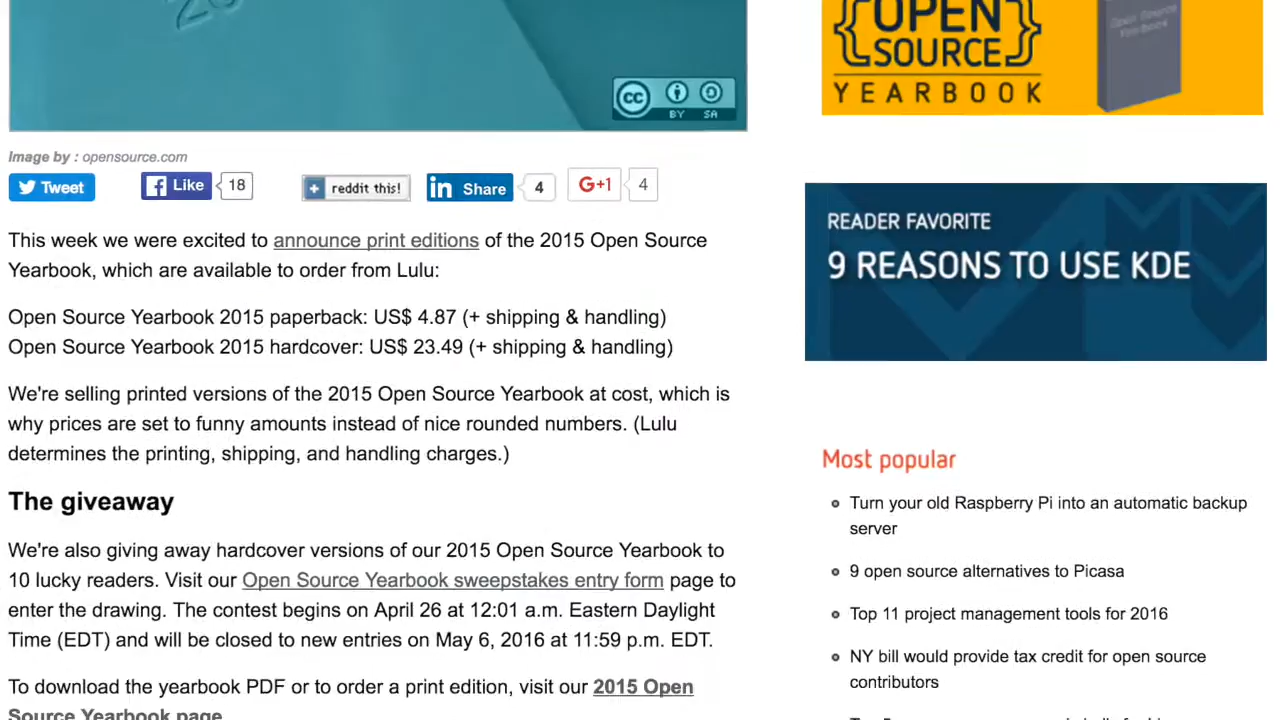 20
cc
BY SA
OPEN
SOURCE
YEARBOOK
Open Source
Yearbook
Image by : opensource.com
Tweet
Like
18
reddit this!
in Share
4
G+1
4
This week we were excited to announce print editions of the 2015 Open Source
Yearbook, which are available to order from Lulu:
Open Source Yearbook 2015 paperback: US$ 4.87 (+ shipping & handling)
Open Source Yearbook 2015 hardcover: US$ 23.49 (+ shipping & handling)
We're selling printed versions of the 2015 Open Source Yearbook at cost, which is
why prices are set to funny amounts instead of nice rounded numbers. (Lulu
determines the printing, shipping, and handling charges.)
The giveaway
We're also giving away hardcover versions of our 2015 Open Source Yearbook to
10 lucky readers. Visit our Open Source Yearbook sweepstakes entry form page to
enter the drawing. The contest begins on April 26 at 12:01 a.m. Eastern Daylight
Time (EDT) and will be closed to new entries on May 6, 2016 at 11:59 p.m. EDT.
To download the yearbook PDF or to order a print edition, visit our 2015 Open
Source Yearbook page
READER FAVORITE
9 REASONS TO USE KDE
Most popular
Turn your old Raspberry Pi into an automatic backup
server
9 open source alternatives to Picasa
Top 11 project management tools for 2016
NY bill would provide tax credit for open source
contributors